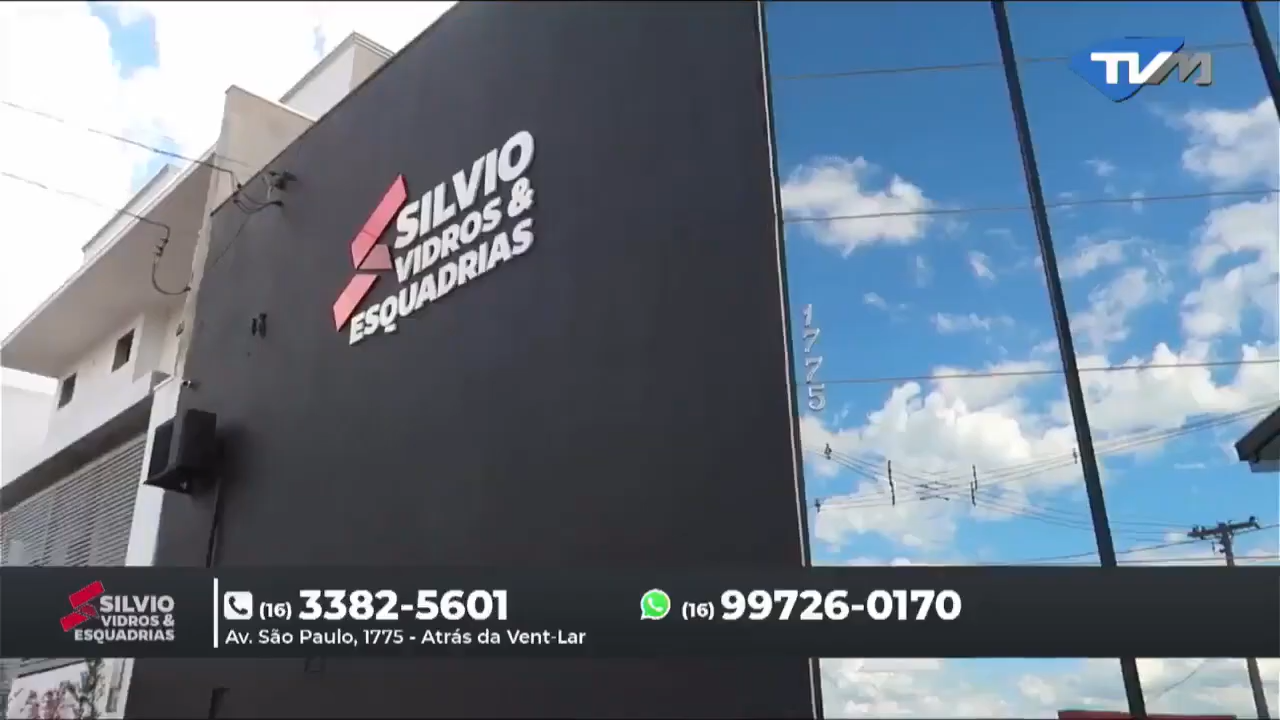 TVM
SILVIO
VIDROS &
ESQUADRIAS
1775
SILVIO
VIDROS &
ESQUADRIAS
(16) 3382-5601
Av. São Paulo, 1775 - Atrás da Vent-Lar
(16) 99726-0170